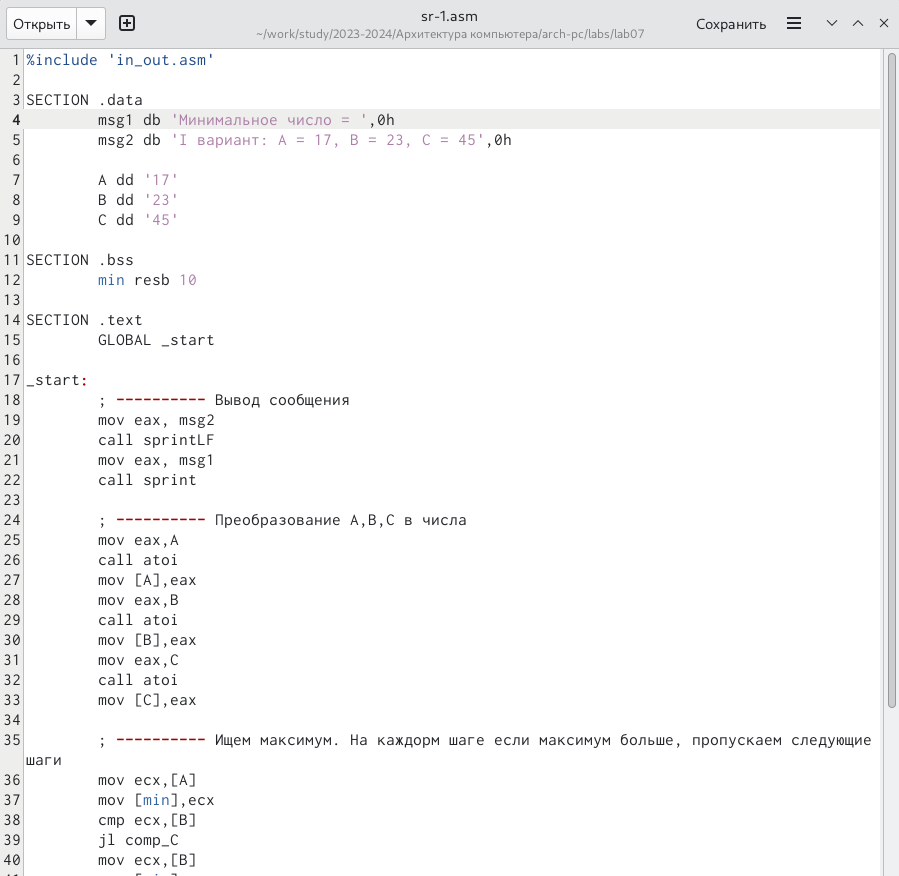 Открыть
sr-1.asm
~/work/study/2023-2024/Архитектура компьютера/arch-pc/labs/lab07
Сохранить
1 %include 'in_out.asm'
2
3 SECTION .data
4 msg1 db 'Минимальное число = ',0h
5 msg2 db 'I вариант: A = 17, B = 23, C = 45',0h
6
7 A dd '17'
8 B dd '23'
9 C dd '45'
10
11 SECTION .bss
12 min resb 10
13
14 SECTION .text
15 GLOBAL _start
16
17 _start:
18 ; ---------- Вывод сообщения
19 mov eax, msg2
20 call sprintLF
21 mov eax, msg1
22 call sprint
23
24 ; ---------- Преобразование A,B,C в числа
25 mov eax,A
26 call atoi
27 mov [A],eax
28 mov eax,B
29 call atoi
30 mov [B],eax
31 mov eax,C
32 call atoi
33 mov [C],eax
34
35 ; ---------- Ищем максимум. На каждорм шаге если максимум больше, пропускаем следующие
шаги
36 mov ecx,[A]
37 mov [min],ecx
38 cmp ecx,[B]
39 jl comp_C
40 mov ecx,[B]